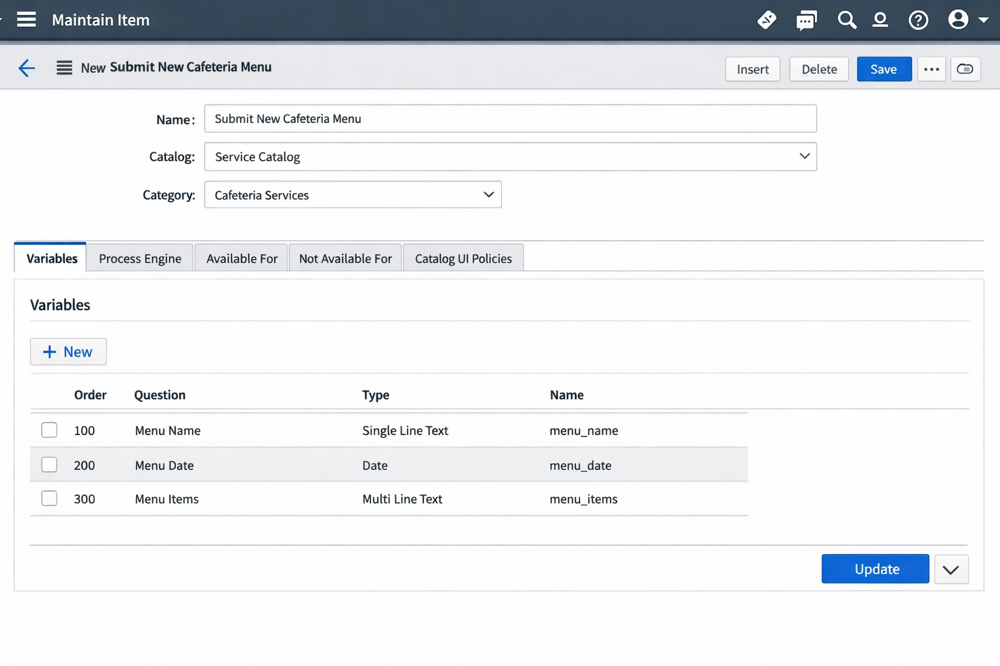 Maintain Item
New Submit New Cafeteria Menu
Insert Delete Save
Name: Submit New Cafeteria Menu
Catalog: Service Catalog
Category: Cafeteria Services
Variables Process Engine Available For Not Available For Catalog UI Policies
Variables
+ New
Order Question Type Name
100 Menu Name Single Line Text menu_name
200 Menu Date Date menu_date
300 Menu Items Multi Line Text menu_items
Update